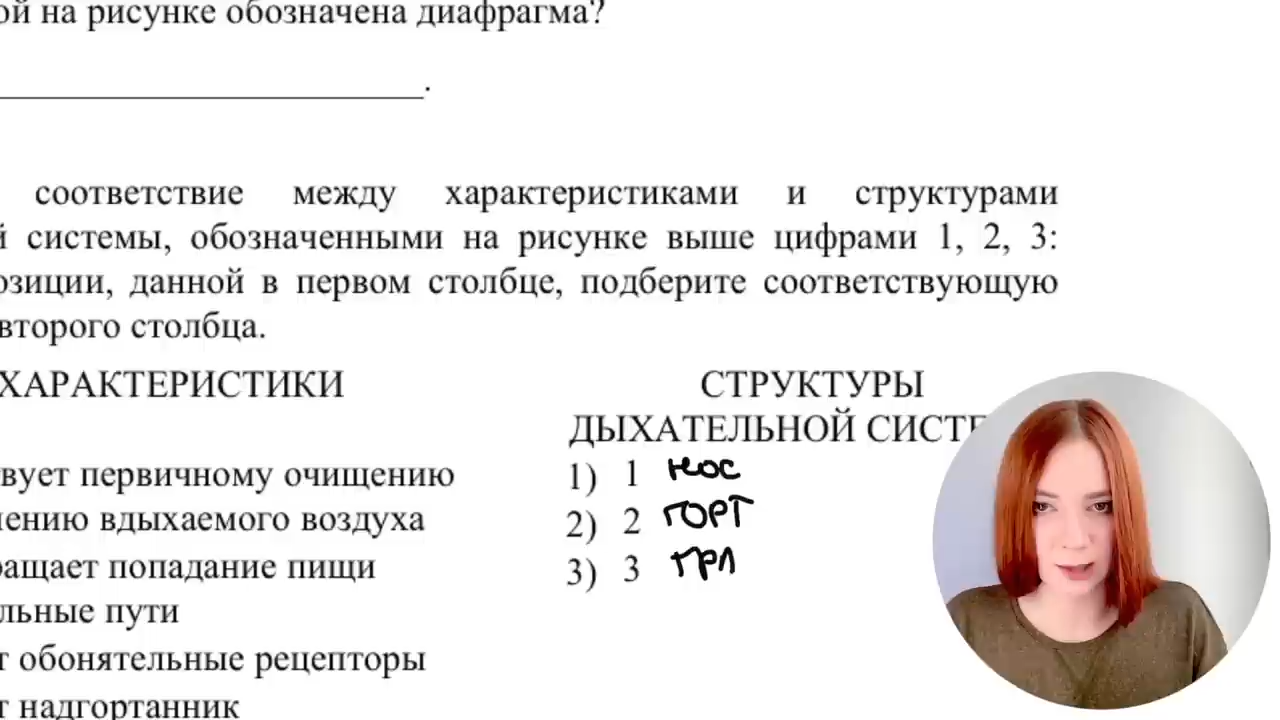 ой на рисунке обозначена диафрагма?
.
соответствие между характеристиками и структурами
й системы, обозначенными на рисунке выше цифрами 1, 2, 3:
озиции, данной в первом столбце, подберите соответствующую
второго столбца.
ХАРАКТЕРИСТИКИ
СТРУКТУРЫ
ДЫХАТЕЛЬНОЙ СИСТЕ
вует первичному очищению
1) 1 нос
лению вдыхаемого воздуха
2) 2 горт
ращает попадание пищи
3) 3 трл
льные пути
т обонятельные рецепторы
т надгортанник